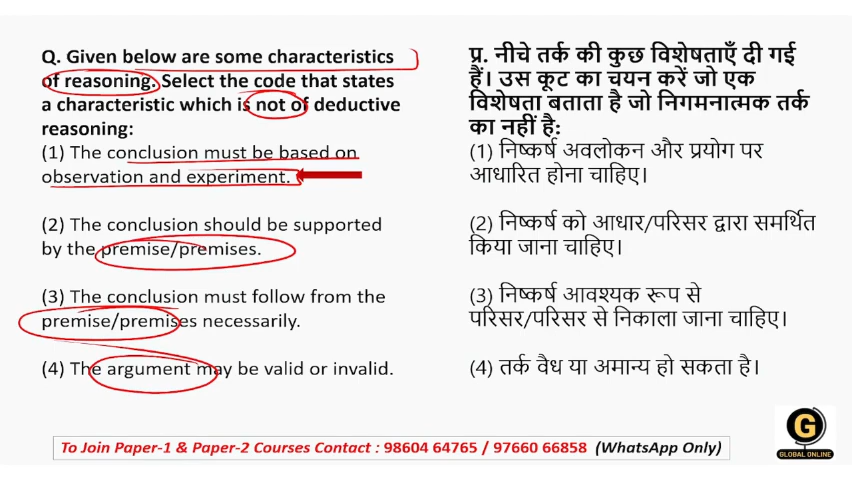 Q. Given below are some characteristics
of reasoning. Select the code that states
a characteristic which is not of deductive
reasoning:
(1) The conclusion must be based on
observation and experiment.
(2) The conclusion should be supported
by the premise/premises.
(3) The conclusion must follow from the
premise/premises necessarily.
(4) The argument may be valid or invalid.
प्र. नीचे तर्क की कुछ विशेषताएँ दी गई
हैं। उस कूट का चयन करें जो एक
विशेषता बताता है जो निगमनात्मक तर्क
का नहीं है:
(1) निष्कर्ष अवलोकन और प्रयोग पर
आधारित होना चाहिए।
(2) निष्कर्ष को आधार/परिसर द्वारा समर्थित
किया जाना चाहिए।
(3) निष्कर्ष आवश्यक रूप से
परिसर/परिसर से निकाला जाना चाहिए।
(4) तर्क वैध या अमान्य हो सकता है।
To Join Paper-1 & Paper-2 Courses Contact : 98604 64765 / 97660 66858 (WhatsApp Only)
G
GLOBAL ONLINE